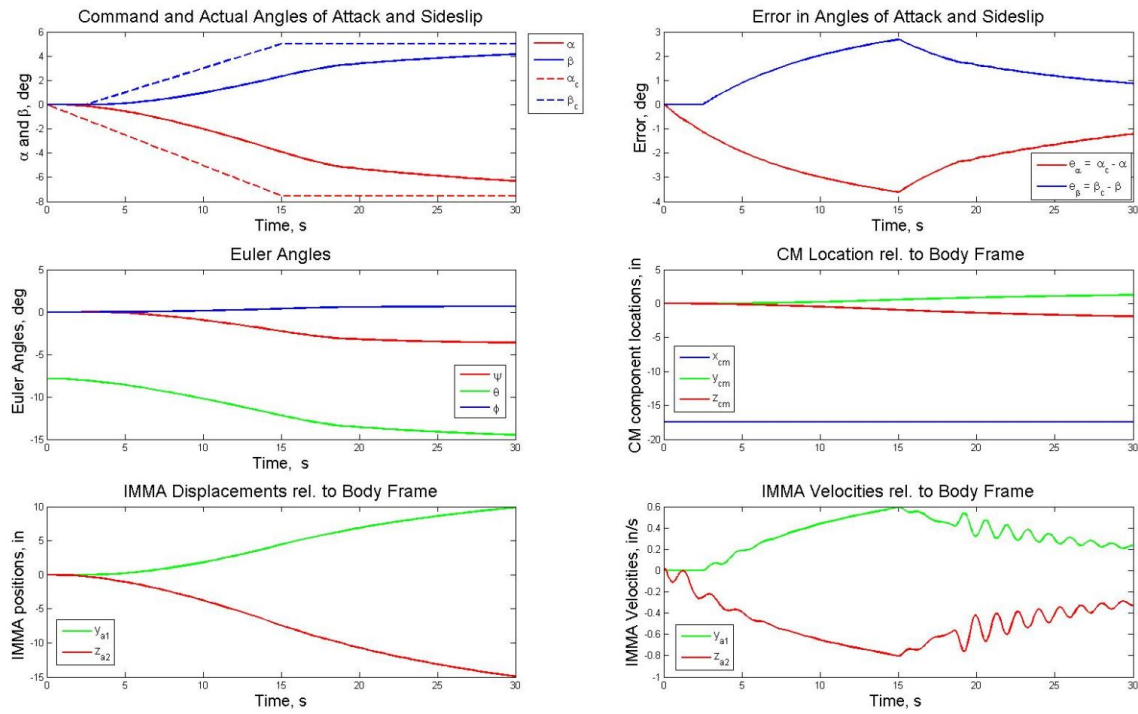 Command and Actual Angles of Attack and Sideslip
6
4
2
0
-2
-4
-6
-8
α and β, deg
0 5 10 15 20 25 30
Time, s
α
β
α_c
β_c
Error in Angles of Attack and Sideslip
3
2
1
0
-1
-2
-3
-4
Error, deg
0 5 10 15 20 25 30
Time, s
e_α = α_c - α
e_β = β_c - β
Euler Angles
5
0
-5
-10
-15
Euler Angles, deg
0 5 10 15 20 25 30
Time, s
ψ
θ
ϕ
CM Location rel. to Body Frame
5
0
-5
-10
-15
-20
CM component locations, in
0 5 10 15 20 25 30
x_cm
y_cm
z_cm
IMMA Displacements rel. to Body Frame
10
5
0
-5
-10
-15
IMMA positions, in
0 5 10 15 20 25 30
Time, s
y_a1
z_a2
IMMA Velocities rel. to Body Frame
0.6
0.4
0.2
0
-0.2
-0.4
-0.6
-0.8
-1
IMMA Velocities, in/s
0 5 10 15 20 25 30
Time, s
y_a1
z_a2